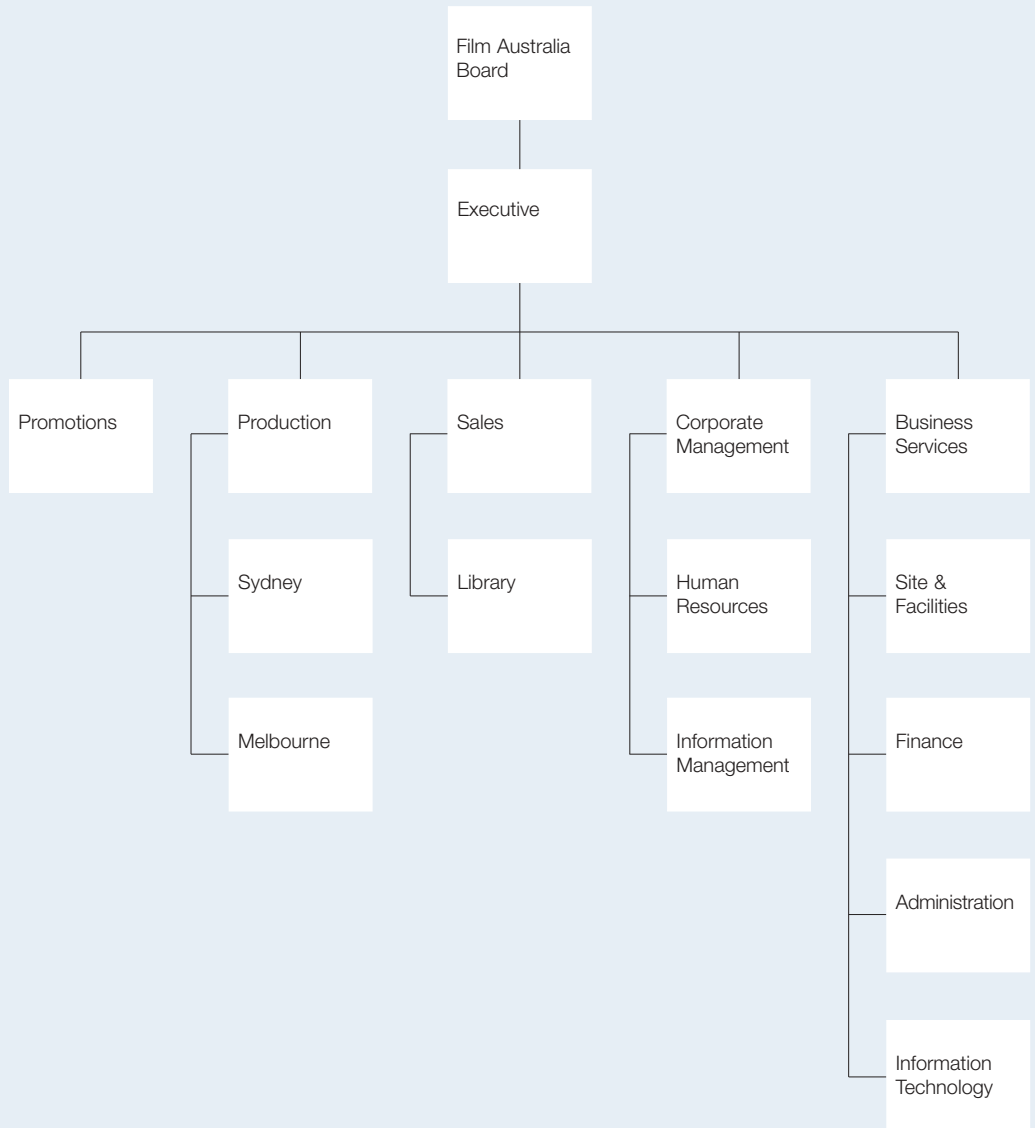 Film Australia
Board
Executive
Promotions
Production
Sales
Corporate
Management
Business
Services
Sydney
Library
Human
Resources
Site &
Facilities
Melbourne
Information
Management
Finance
Administration
Information
Technology